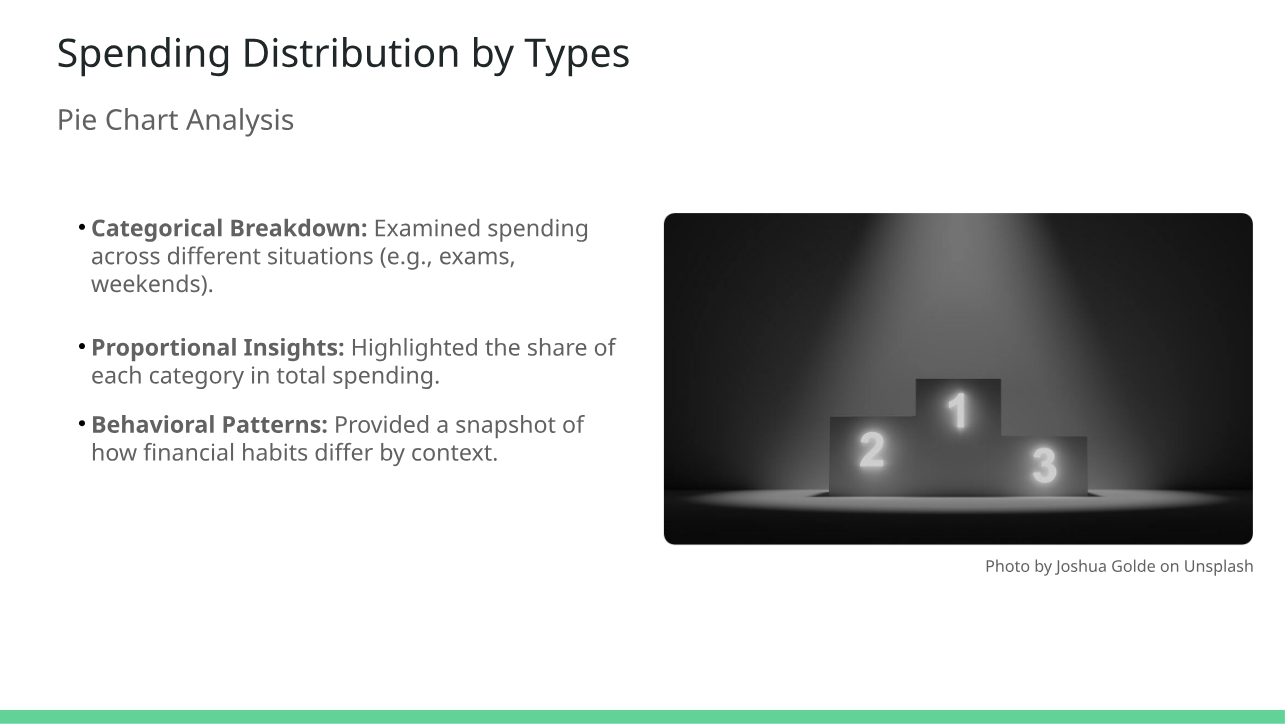 Spending Distribution by Types
Pie Chart Analysis
• Categorical Breakdown: Examined spending
across different situations (e.g., exams,
weekends).
• Proportional Insights: Highlighted the share of
each category in total spending.
• Behavioral Patterns: Provided a snapshot of
how financial habits differ by context.
1
2
3
Photo by Joshua Golde on Unsplash